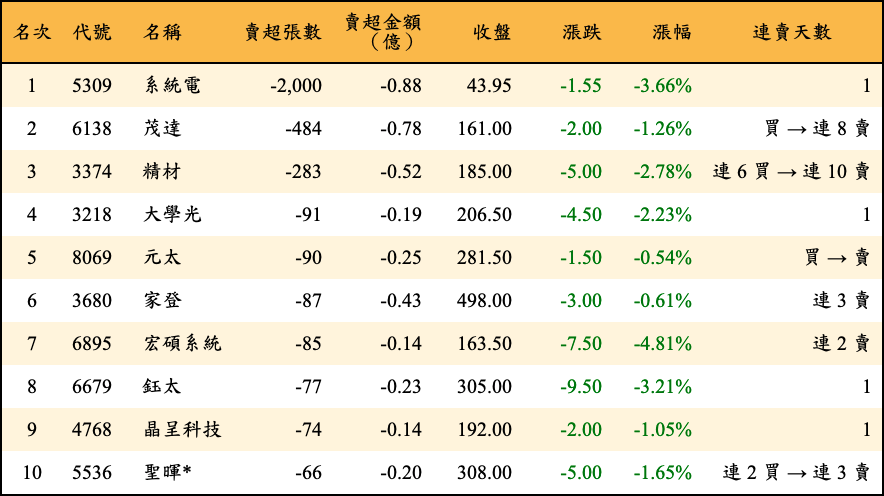 名次 代號 名稱 賣超張數 賣超金額（億） 收盤 漲跌 漲幅 連賣天數
1 5309 系統電 -2,000 -0.88 43.95 -1.55 -3.66% 1
2 6138 茂達 -484 -0.78 161.00 -2.00 -1.26% 買 → 連 8 賣
3 3374 精材 -283 -0.52 185.00 -5.00 -2.78% 連 6 買 → 連 10 賣
4 3218 大學光 -91 -0.19 206.50 -4.50 -2.23% 1
5 8069 元太 -90 -0.25 281.50 -1.50 -0.54% 買 → 賣
6 3680 家登 -87 -0.43 498.00 -3.00 -0.61% 連 3 賣
7 6895 宏碩系統 -85 -0.14 163.50 -7.50 -4.81% 連 2 賣
8 6679 鈺太 -77 -0.23 305.00 -9.50 -3.21% 1
9 4768 晶呈科技 -74 -0.14 192.00 -2.00 -1.05% 1
10 5536 聖暉* -66 -0.20 308.00 -5.00 -1.65% 連 2 買 → 連 3 賣